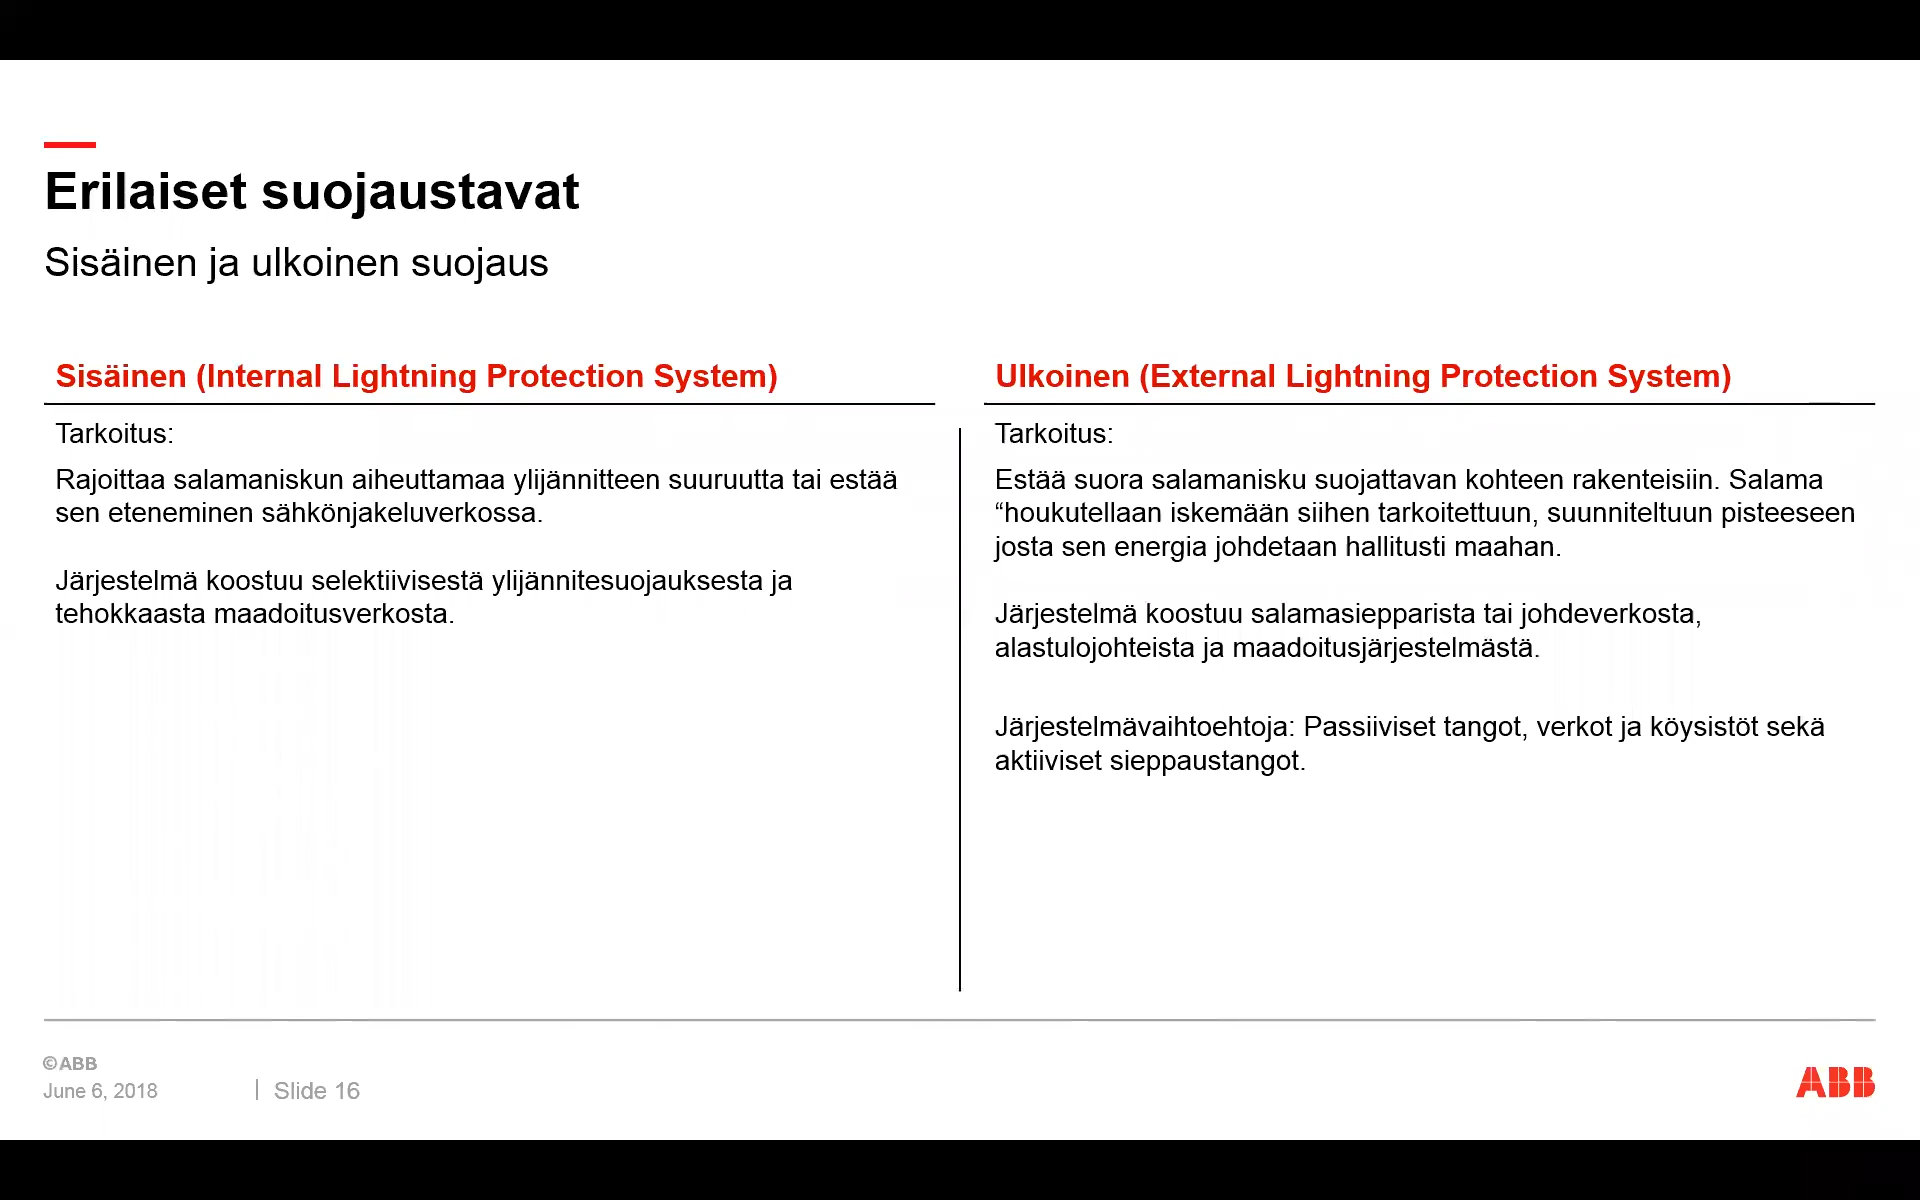 Erilaiset suojaustavat
Sisäinen ja ulkoinen suojaus
Sisäinen (Internal Lightning Protection System)
Tarkoitus:
Rajoittaa salamaniskun aiheuttamaa ylijännitteen suuruutta tai estää
sen eteneminen sähkönjakeluverkossa.
Järjestelmä koostuu selektiivisestä ylijännitesuojauksesta ja
tehokkaasta maadoitusverkosta.
Ulkoinen (External Lightning Protection System)
Tarkoitus:
Estää suora salamanisku suojattavan kohteen rakenteisiin. Salama
“houkutellaan iskemään siihen tarkoitettuun, suunniteltuun pisteeseen
josta sen energia johdetaan hallitusti maahan.
Järjestelmä koostuu salamasiepparista tai johdeverkosta,
alastulojohteista ja maadoitusjärjestelmästä.
Järjestelmävaihtoehtoja: Passiiviset tangot, verkot ja köysistöt sekä
aktiiviset sieppaustangot.
©ABB
June 6, 2018
Slide 16
ABB